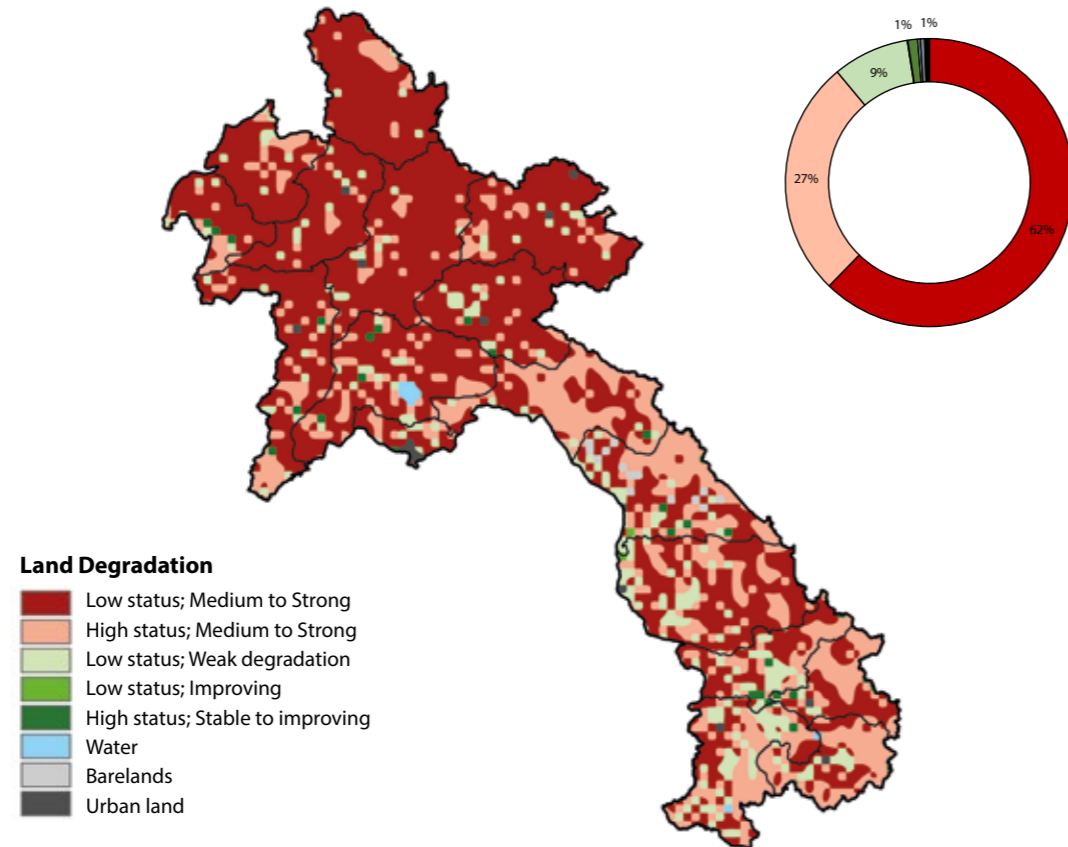 1% 1%
9%
27%
62%
Land Degradation
Low status; Medium to Strong
High status; Medium to Strong
Low status; Weak degradation
Low status; Improving
High status; Stable to improving
Water
Barelands
Urban land